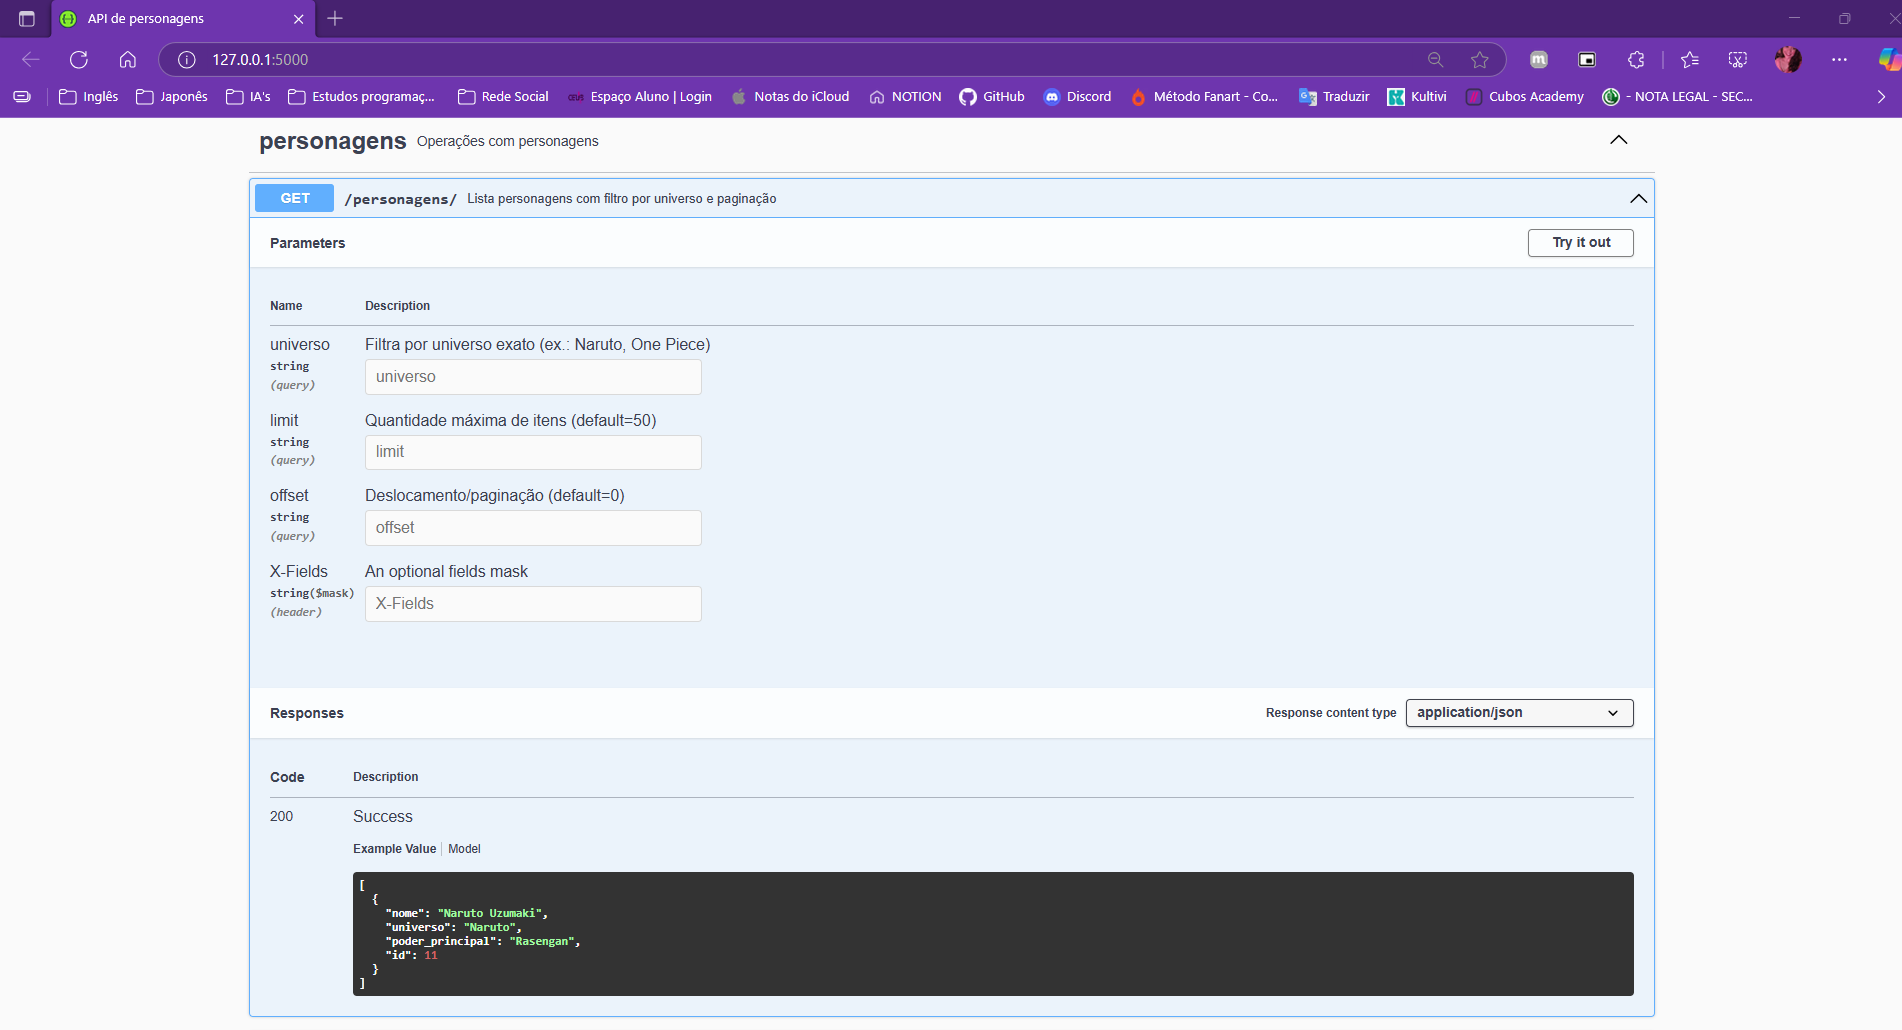 API de personagens
127.0.0.1:5000
Inglês Japonês IA's Estudos programaç... Rede Social Espaço Aluno | Login Notas do iCloud NOTION GitHub Discord Método Fanart - Co... Traduzir Kultivi Cubos Academy - NOTA LEGAL - SEC...
personagens Operações com personagens
GET /personagens/ Lista personagens com filtro por universo e paginação
Parameters Try it out
Name Description
universo Filtra por universo exato (ex.: Naruto, One Piece)
string
(query) universo
limit Quantidade máxima de itens (default=50)
string
(query) limit
offset Deslocamento/paginação (default=0)
string
(query) offset
X-Fields An optional fields mask
string($mask)
(header) X-Fields
Responses Response content type application/json
Code Description
200 Success
Example Value Model
[
{
"nome": "Naruto Uzumaki",
"universo": "Naruto",
"poder_principal": "Rasengan",
"id": 11
}
]